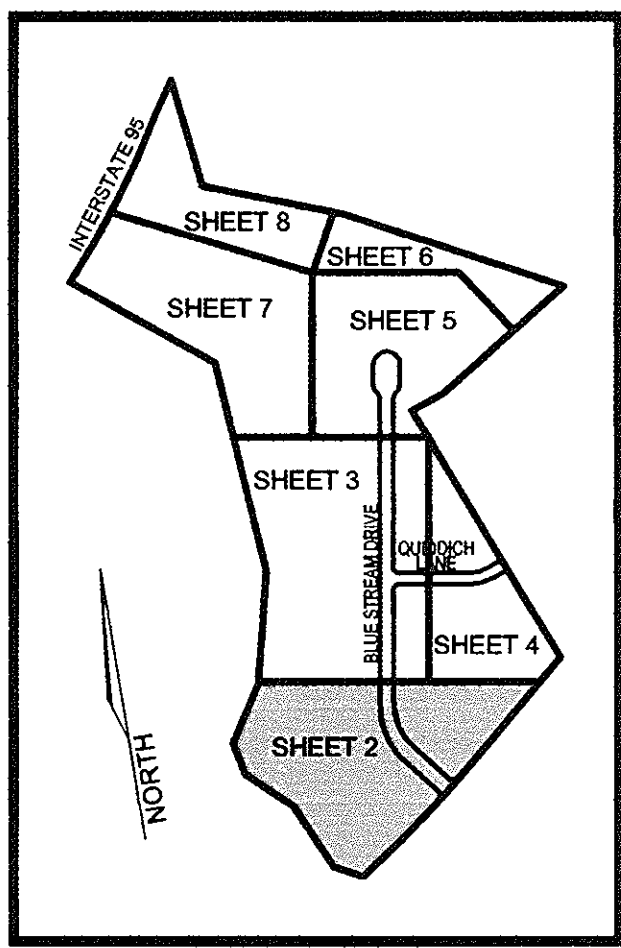 INTERSTATE 95
SHEET 8
SHEET 6
SHEET 7
SHEET 5
SHEET 3
BLUE STREAM DRIVE
QUIDDICH
LANE
SHEET 4
SHEET 2
NORTH